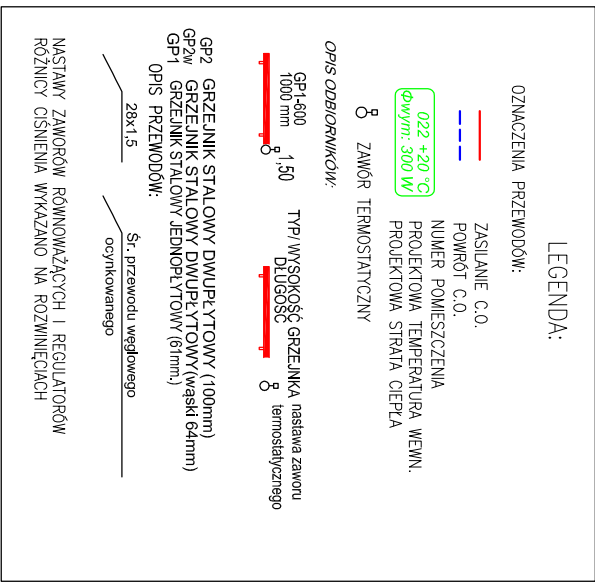 LEGENDA:
OZNACZENIA PRZEWODÓW:
ZASILANIE C.O.
POWRÓT C.O.
022 +20 °C
Φwym: 300 W
NUMER POMIESZCZENIA
PROJEKTOWA TEMPERATURA WEWN.
PROJEKTOWA STRATA CIEPŁA
ZAWÓR TERMOSTATYCZNY
OPIS ODBIORNIKÓW:
GP1-600
1000 mm
1,50
TYP/WYSOKOŚĆ GRZEJNIKA
DŁUGOŚĆ
nastawa zaworu
termostatycznego
GP2 GRZEJNIK STALOWY DWUPŁYTOWY (100mm)
GP2w GRZEJNIK STALOWY DWUPŁYTOWY(wąski 64mm)
GP1 GRZEJNIK STALOWY JEDNOPŁYTOWY (61mm.)
OPIS PRZEWODÓW:
28x1,5
Śr. przewodu węglowego
ocynkowanego
NASTAWY ZAWORÓW RÓWNOWAŻĄCYCH I REGULATORÓW
RÓŻNICY CIŚNIENIA WYKAZANO NA ROZWINIĘCIACH